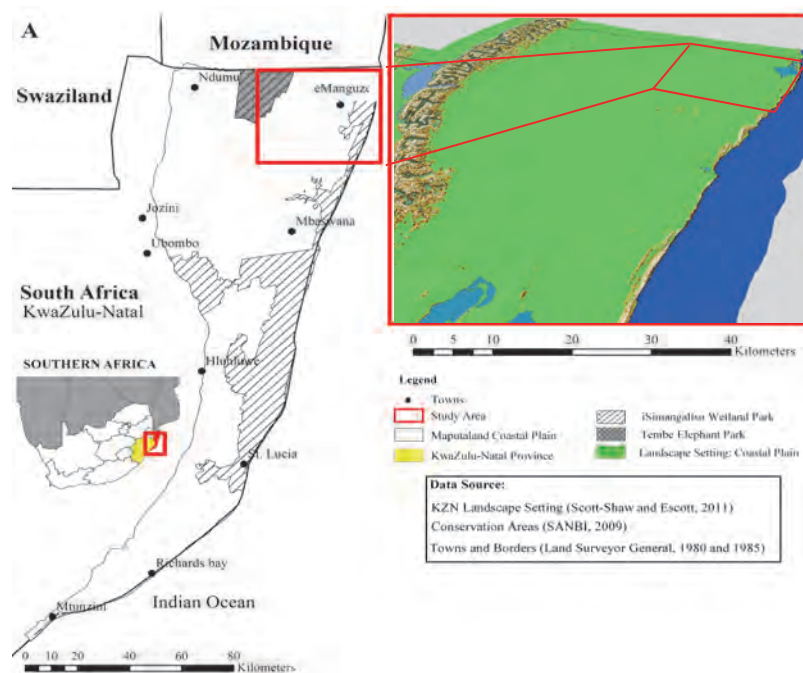 A
Mozambique
Swaziland
Ndumu
eManguzi
Jozini
Ubombo
Mbaswana
South Africa
KwaZulu-Natal
SOUTHERN AFRICA
Hluhluwe
St. Lucia
Richards bay
Mtunzini
Indian Ocean
0 20 40 60 80
Kilometers
0 5 10 20 30 40
Kilometers
Legend
Towns
Study Area
Maputaland Coastal Plain
KwaZulu-Natal Province
iSimangaliso Wetland Park
Tembe Elephant Park
Landscape Setting: Coastal Plain
Data Source:
KZN Landscape Setting (Scott-Shaw and Escott, 2011)
Conservation Areas (SANBI, 2009)
Towns and Borders (Land Surveyor General, 1980 and 1985)